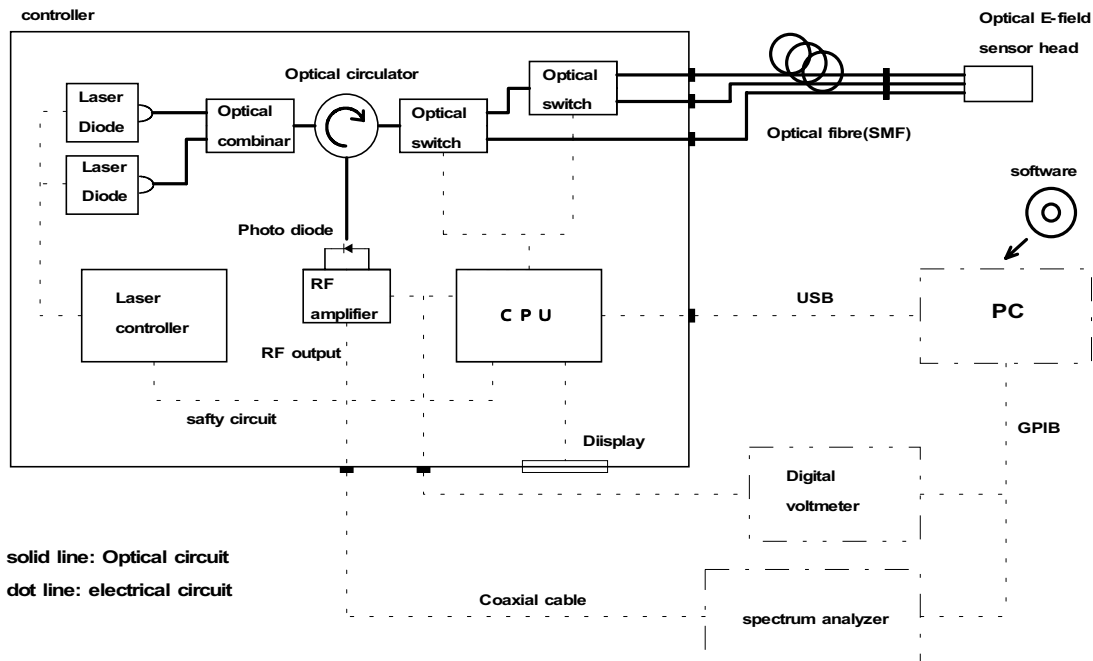 controller
Optical E-field
sensor head
Optical circulator
Optical
switch
Laser
Diode
Optical
combinar
Optical
switch
Optical fibre(SMF)
Laser
Diode
software
Photo diode
RF
amplifier
Laser
controller
CPU
USB
PC
RF output
safty circuit
Diisplay
GPIB
Digital
voltmeter
solid line: Optical circuit
dot line: electrical circuit
Coaxial cable
spectrum analyzer